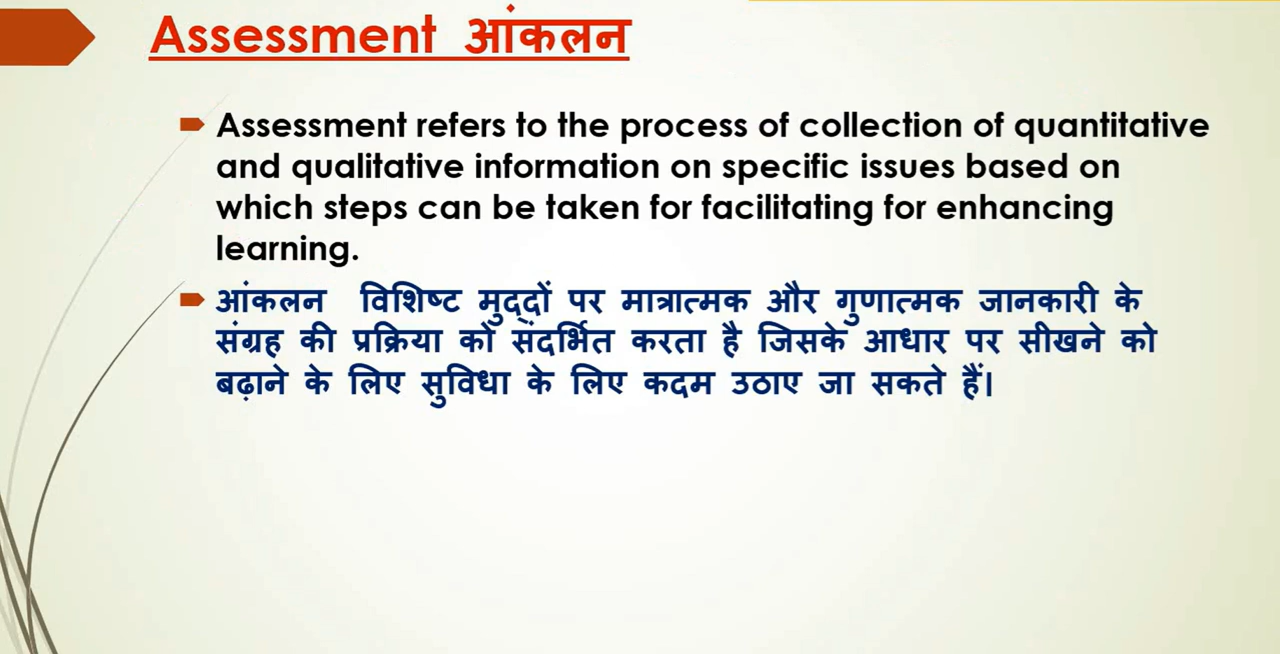 Assessment आंकलन
Assessment refers to the process of collection of quantitative
and qualitative information on specific issues based on
which steps can be taken for facilitating for enhancing
learning.
आंकलन विशिष्ट मुद्दों पर मात्रात्मक और गुणात्मक जानकारी के
संग्रह की प्रक्रिया को संदर्भित करता है जिसके आधार पर सीखने को
बढ़ाने के लिए सुविधा के लिए कदम उठाए जा सकते हैं।